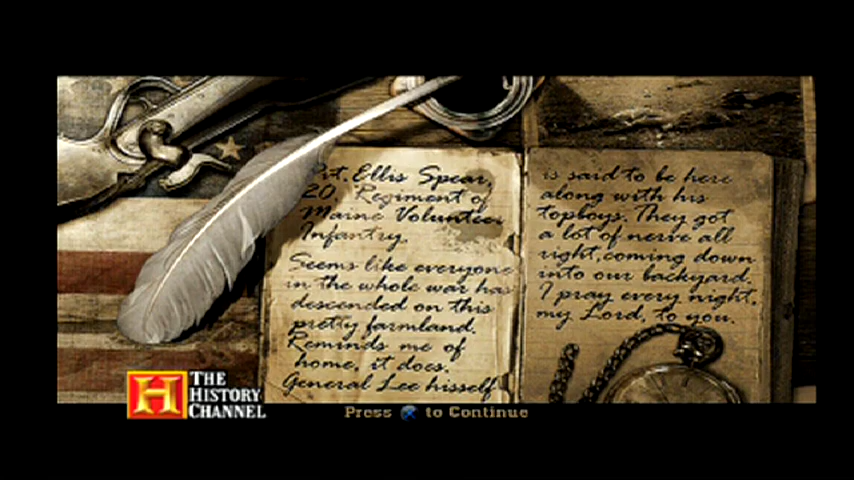 Pvt. Ellis Spear,
20 Regiment of
Maine Volunteer
Infantry.
Seems like everyone
in the whole war has
descended on this
pretty farmland.
Reminds me of
home, it does.
General Lee hisself
is said to be here
along with his
topboys. They got
a lot of nerve all
right, coming down
into our backyard.
I pray every night,
my Lord, to you.
H
THE
HISTORY
CHANNEL
Press X to Continue